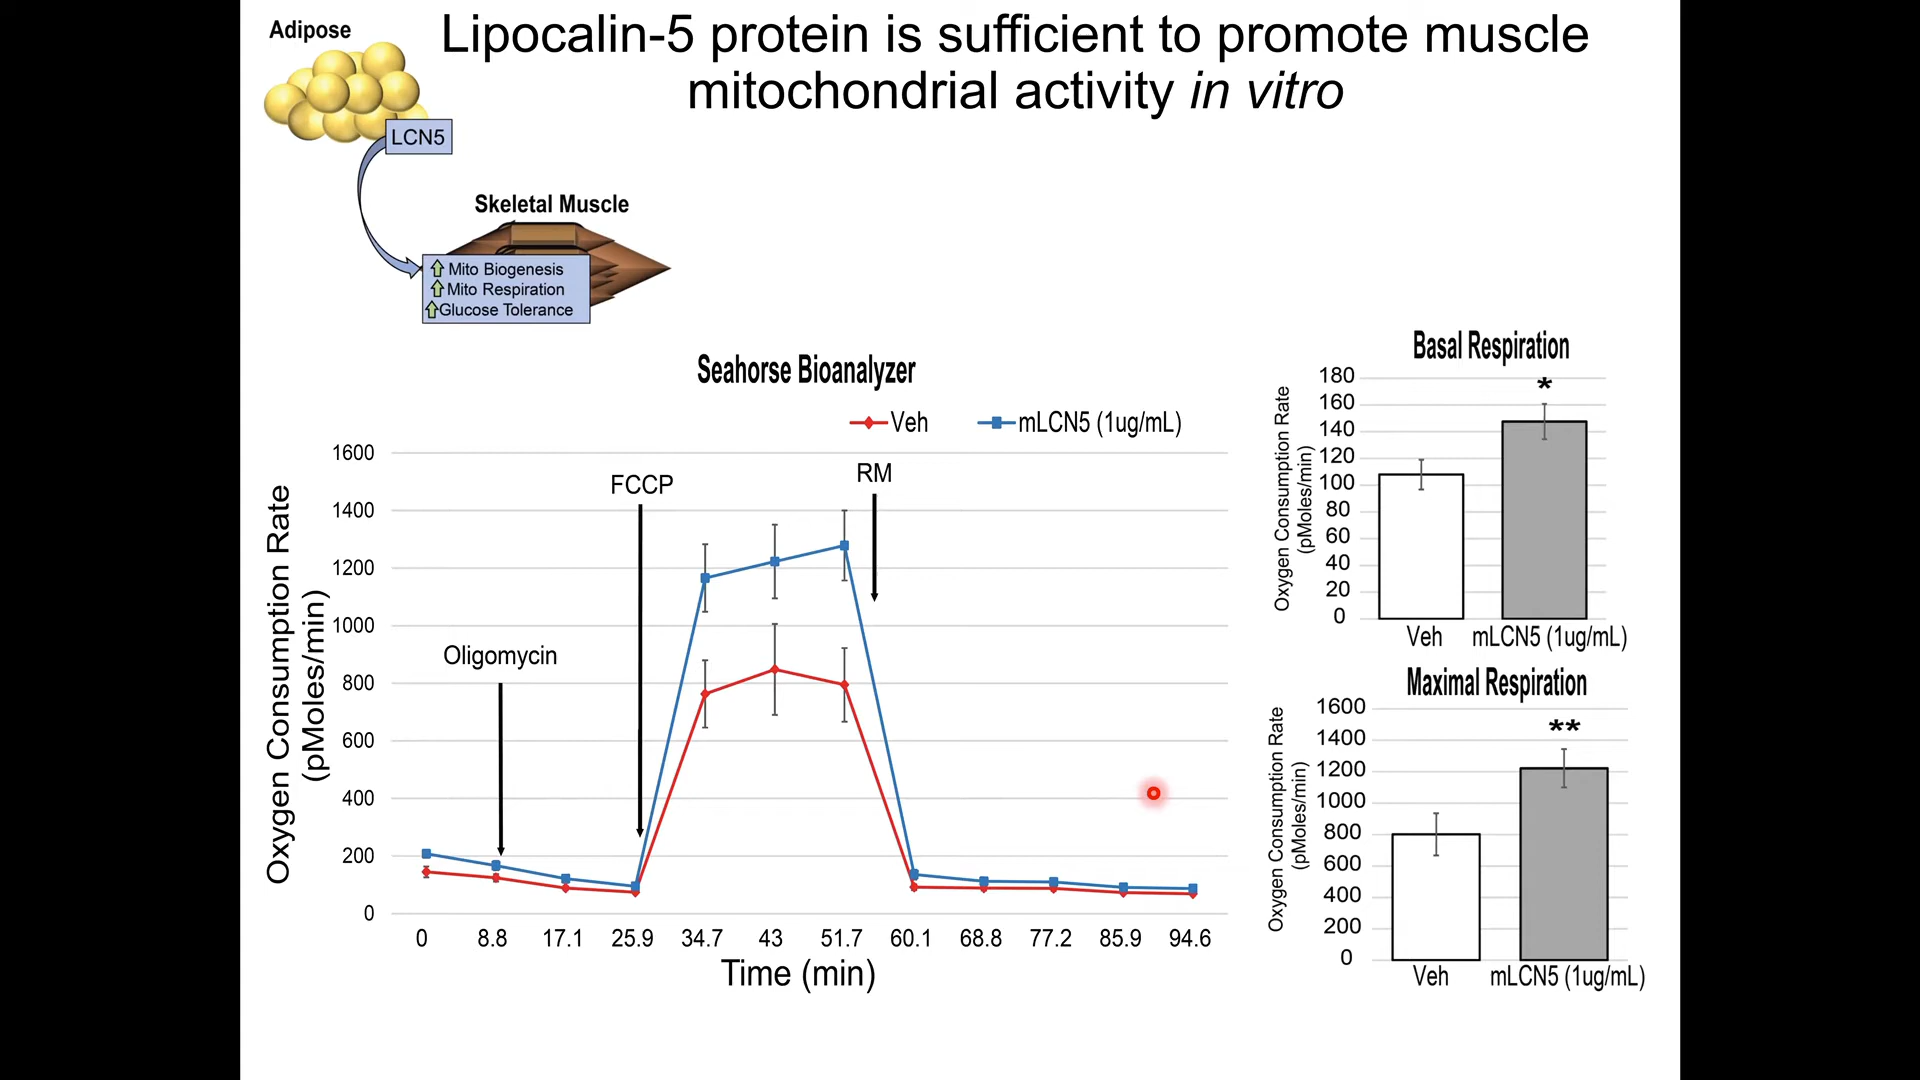 Adipose
Lipocalin-5 protein is sufficient to promote muscle
mitochondrial activity in vitro
LCN5
Skeletal Muscle
Mito Biogenesis
Mito Respiration
Glucose Tolerance
Seahorse Bioanalyzer
Veh
mLCN5 (1ug/mL)
Oxygen Consumption Rate
(pMoles/min)
1600
1400
1200
1000
800
600
400
200
0
Oligomycin
FCCP
RM
0 8.8 17.1 25.9 34.7 43 51.7 60.1 68.8 77.2 85.9 94.6
Time (min)
Basal Respiration
Oxygen Consumption Rate
(pMoles/min)
180
160
140
120
100
80
60
40
20
0
*
Veh mLCN5 (1ug/mL)
Maximal Respiration
Oxygen Consumption Rate
(pMoles/min)
1600
1400
1200
1000
800
600
400
200
0
**
Veh mLCN5 (1ug/mL)